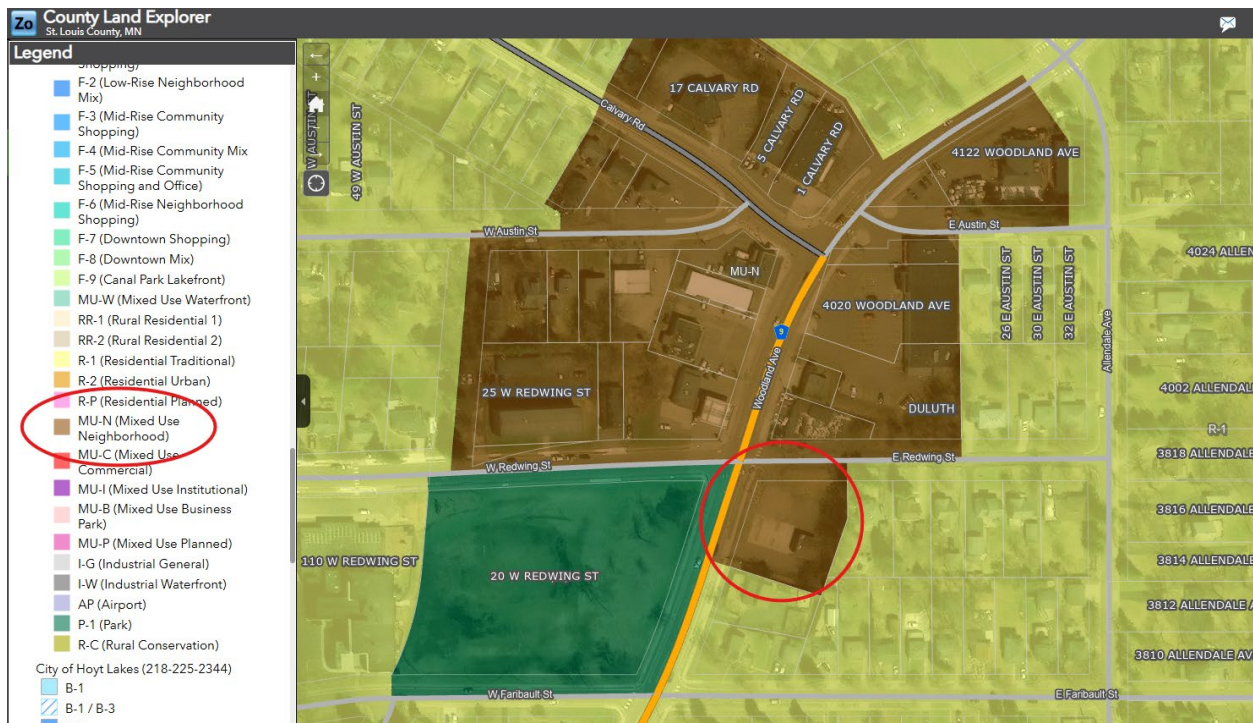 Zo
County Land Explorer
St. Louis County, MN
Legend
Shopping)
F-2 (Low-Rise Neighborhood
Mix)
F-3 (Mid-Rise Community
Shopping)
F-4 (Mid-Rise Community Mix
F-5 (Mid-Rise Community
Shopping and Office)
F-6 (Mid-Rise Neighborhood
Shopping)
F-7 (Downtown Shopping)
F-8 (Downtown Mix)
F-9 (Canal Park Lakefront)
MU-W (Mixed Use Waterfront)
RR-1 (Rural Residential 1)
RR-2 (Rural Residential 2)
R-1 (Residential Traditional)
R-2 (Residential Urban)
R-P (Residential Planned)
MU-N (Mixed Use
Neighborhood)
MU-C (Mixed Use
Commercial)
MU-I (Mixed Use Institutional)
MU-B (Mixed Use Business
Park)
MU-P (Mixed Use Planned)
I-G (Industrial General)
I-W (Industrial Waterfront)
AP (Airport)
P-1 (Park)
R-C (Rural Conservation)
City of Hoyt Lakes (218-225-2344)
B-1
B-1 / B-3
W AUSTIN ST
49 W AUSTIN ST
Calvary Rd
17 CALVARY RD
5 CALVARY RD
1 CALVARY RD
4122 WOODLAND AVE
W Austin St
E Austin St
MU-N
4020 WOODLAND AVE
26 E AUSTIN ST
30 E AUSTIN ST
32 E AUSTIN ST
Allendale Ave
4024 ALLEN
9
Woodland Ave
25 W REDWING ST
DULUTH
4002 ALLENDALE
R-1
3818 ALLENDALE
W Redwing St
E Redwing St
3816 ALLENDALE
110 W REDWING ST
20 W REDWING ST
3814 ALLENDALE
3812 ALLENDALE A
3810 ALLENDALE AV
W Faribault St
E Faribault St